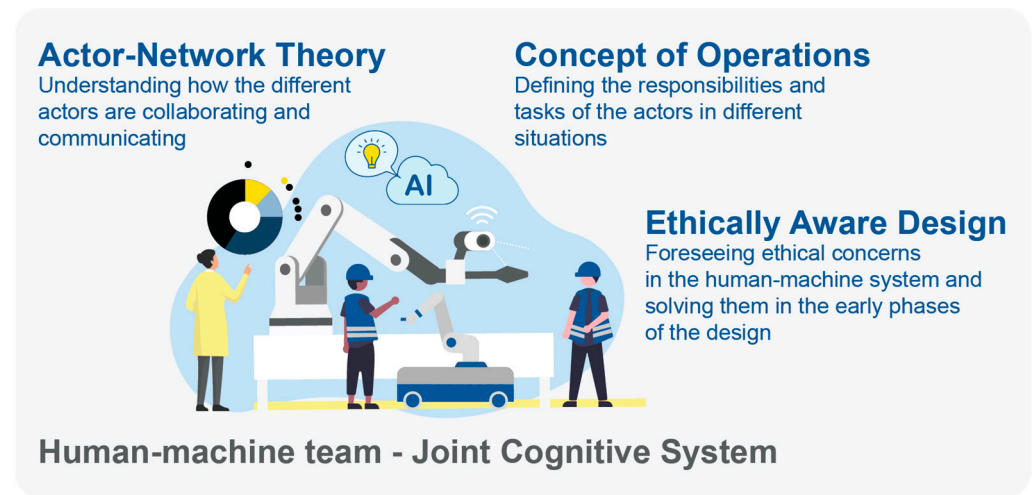 Actor-Network Theory
Understanding how the different
actors are collaborating and
communicating
Concept of Operations
Defining the responsibilities and
tasks of the actors in different
situations
AI
Ethically Aware Design
Foreseeing ethical concerns
in the human-machine system and
solving them in the early phases
of the design
Human-machine team - Joint Cognitive System